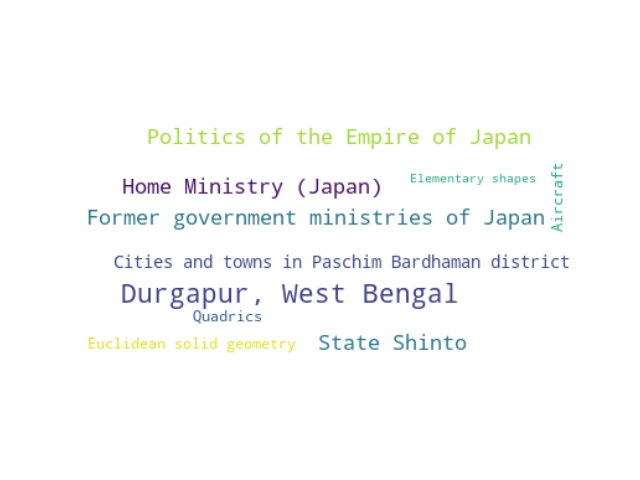 Politics of the Empire of Japan
Elementary shapes
Aircraft
Home Ministry (Japan)
Former government ministries of Japan
Cities and towns in Paschim Bardhaman district
Durgapur, West Bengal
Quadrics
Euclidean solid geometry
State Shinto